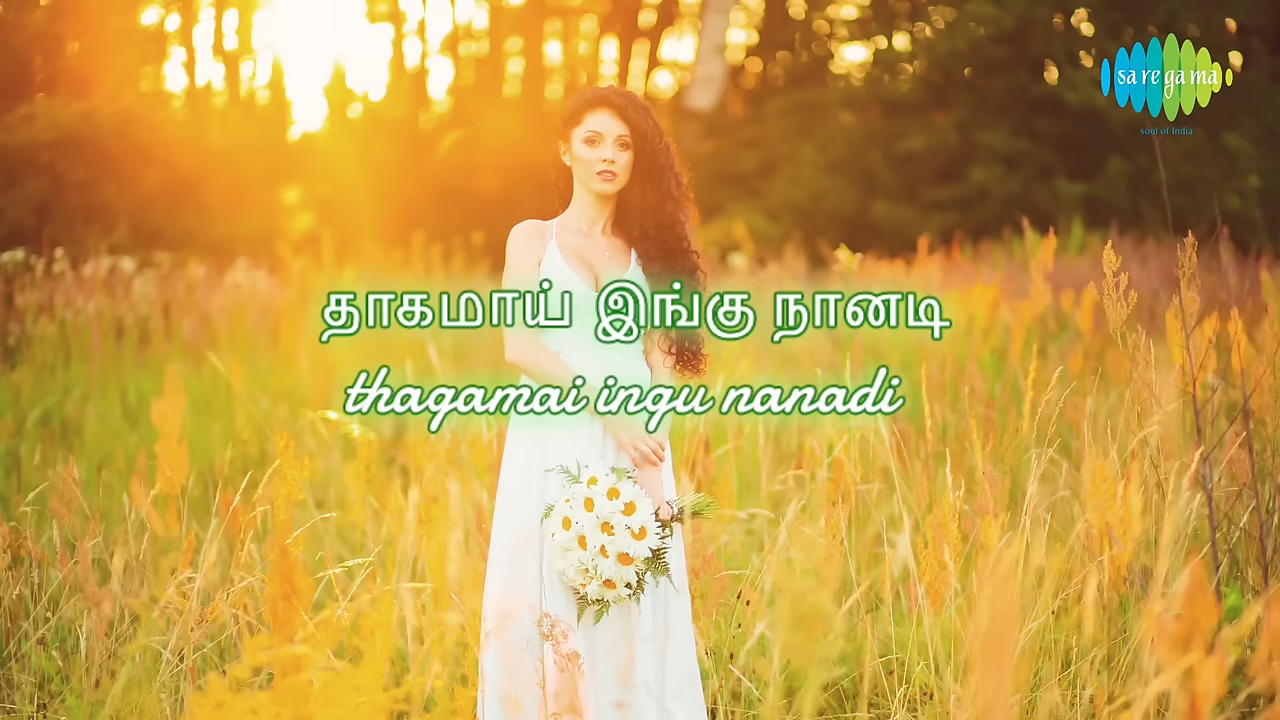 sa re ga ma
soul of India
தாகமாய் இங்கு நானடி
thagamai ingu nanadi